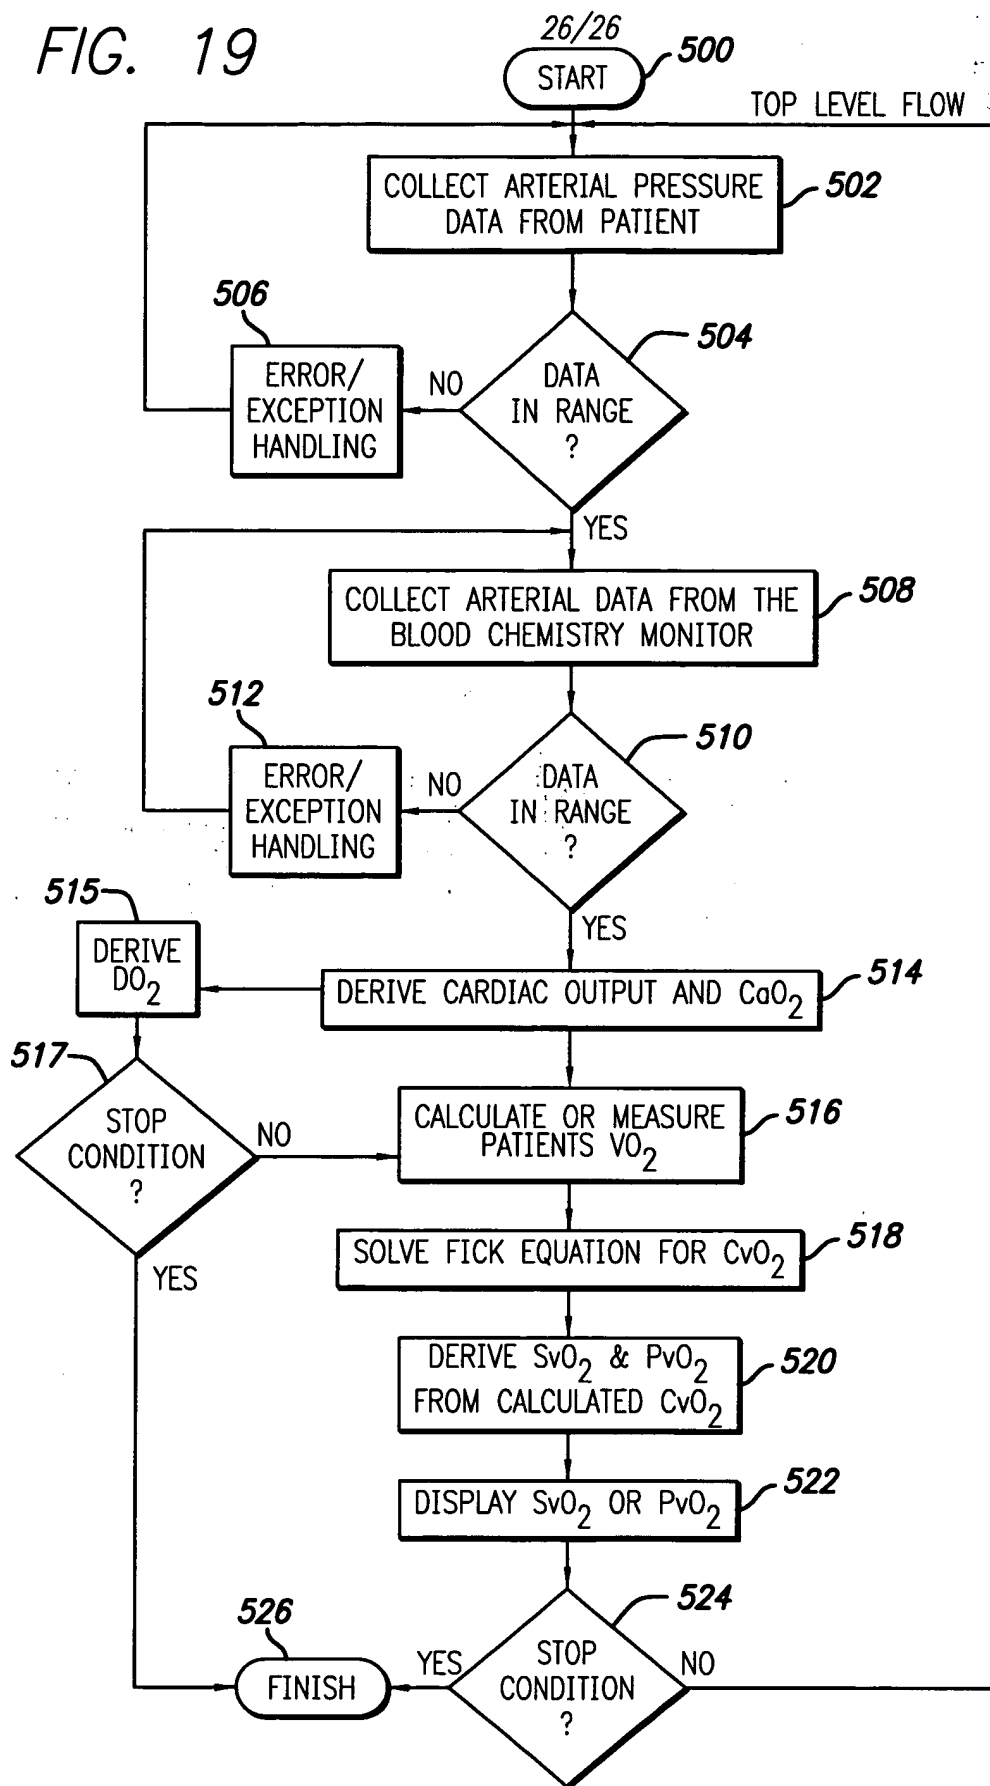 FIG. 19
26/26
START
500
TOP LEVEL FLOW
COLLECT ARTERIAL PRESSURE
DATA FROM PATIENT
502
506
ERROR/
EXCEPTION
HANDLING
NO
DATA
IN RANGE
?
504
YES
COLLECT ARTERIAL DATA FROM THE
BLOOD CHEMISTRY MONITOR
508
512
ERROR/
EXCEPTION
HANDLING
NO
DATA
IN RANGE
?
510
YES
515
DERIVE
DO2
DERIVE CARDIAC OUTPUT AND CaO2
514
517
STOP
CONDITION
?
NO
YES
CALCULATE OR MEASURE
PATIENTS VO2
516
SOLVE FICK EQUATION FOR CvO2
518
DERIVE SvO2 & PvO2
FROM CALCULATED CvO2
520
DISPLAY SvO2 OR PvO2
522
526
FINISH
YES
STOP
CONDITION
?
524
NO